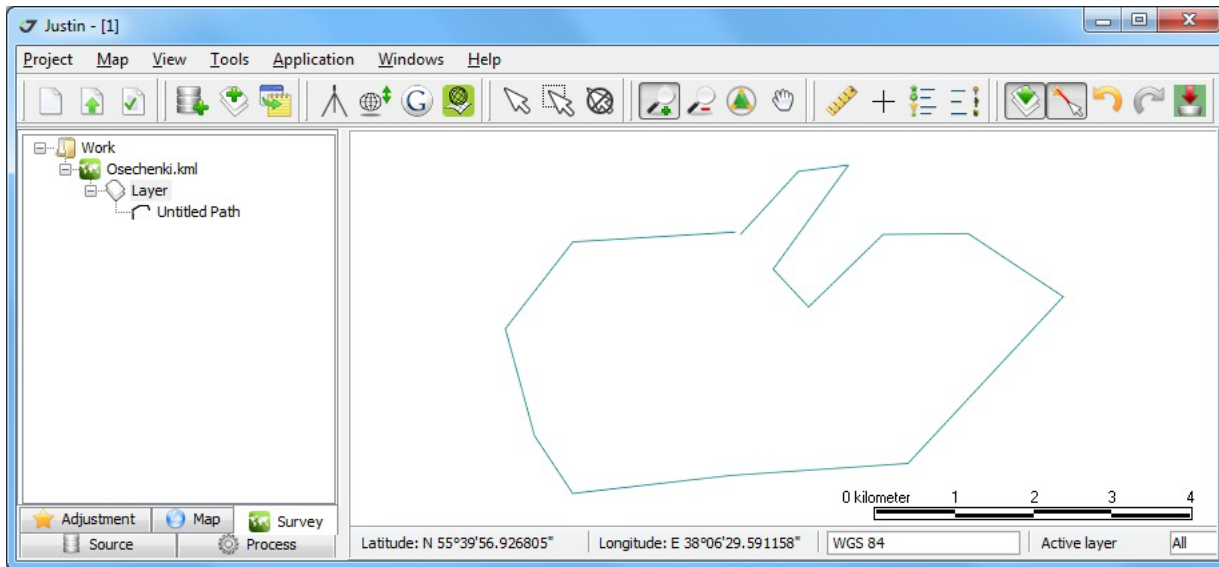 Justin - [1]
Project Map View Tools Application Windows Help
Work
Osechenki.kml
Layer
Untitled Path
0 kilometer 1 2 3 4
Adjustment Map Survey
Source Process
Latitude: N 55°39'56.926805" Longitude: E 38°06'29.591158" WGS 84 Active layer All